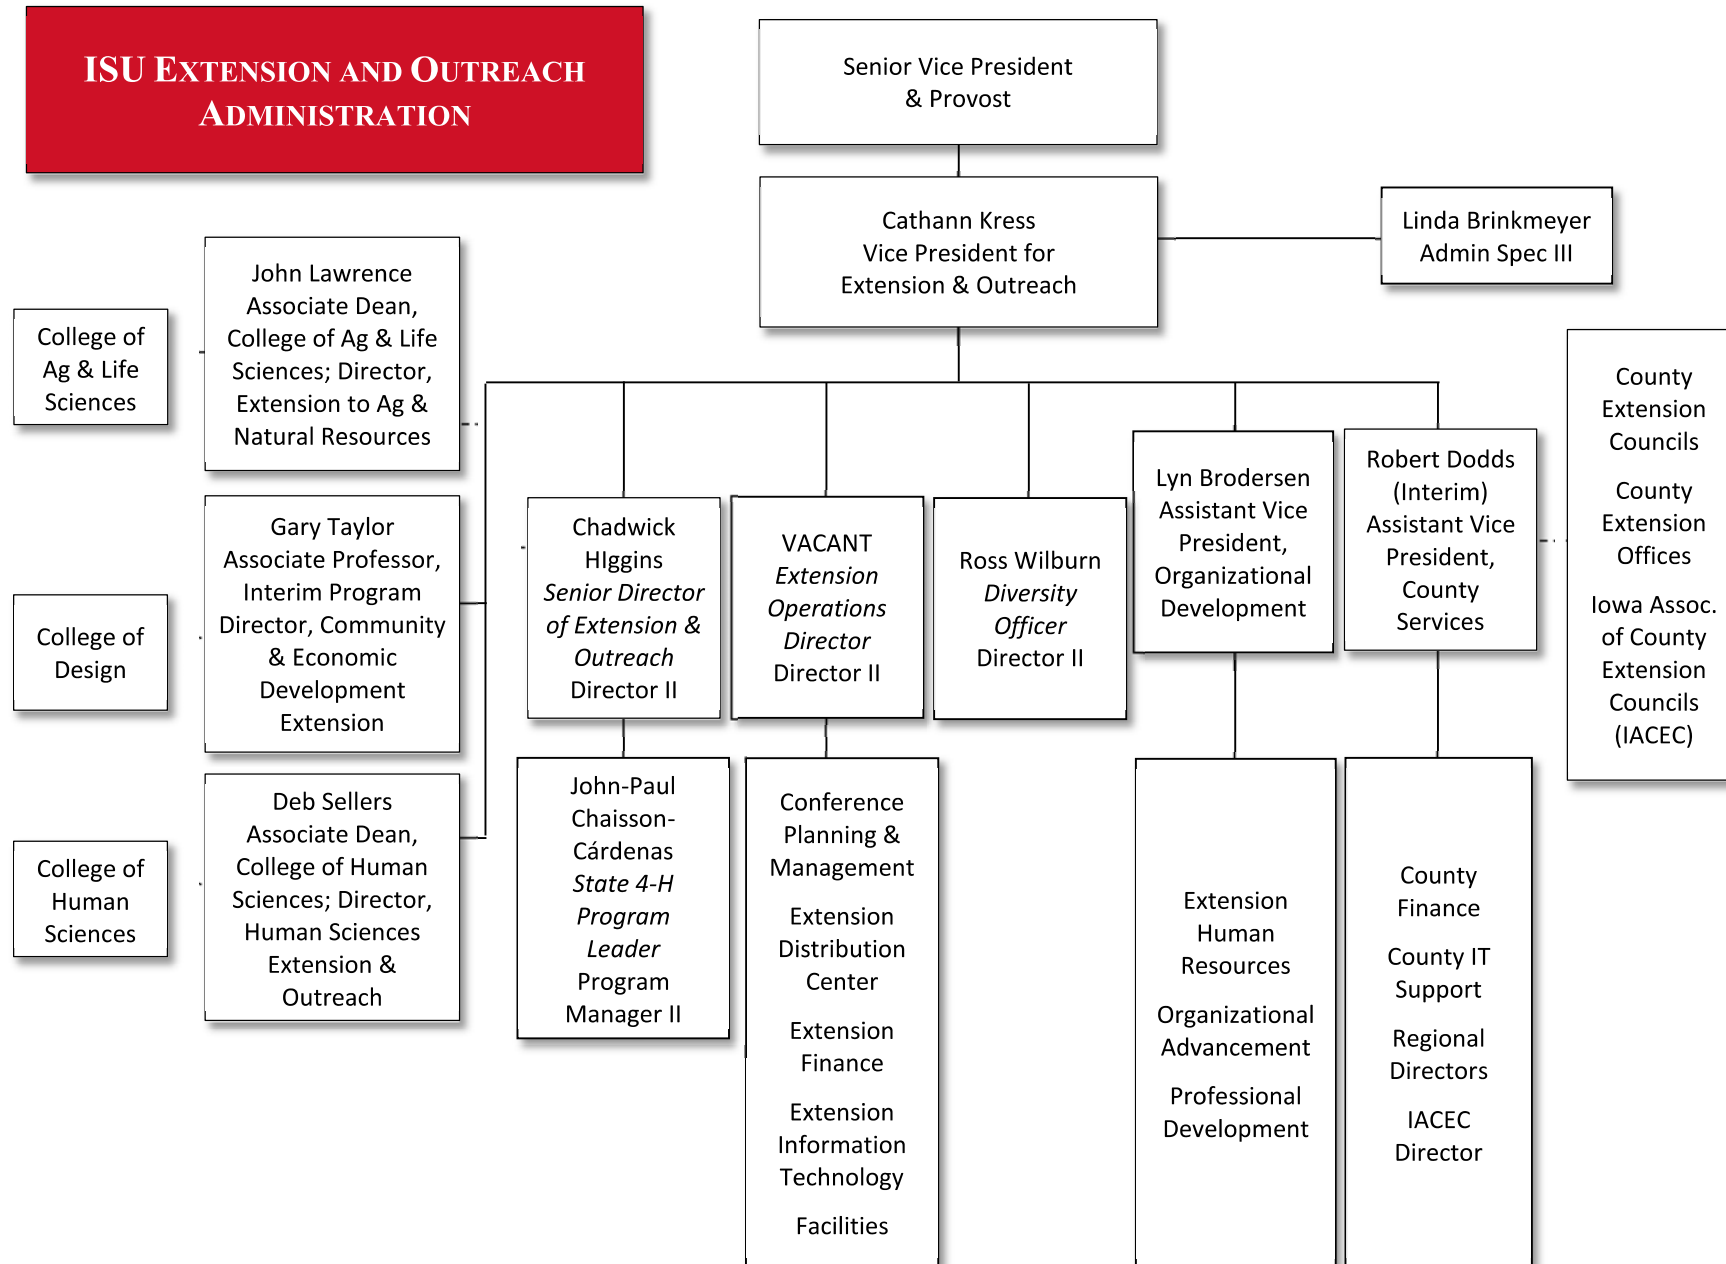 ISU EXTENSION AND OUTREACH
ADMINISTRATION
Senior Vice President
& Provost
Cathann Kress
Vice President for
Extension & Outreach
Linda Brinkmeyer
Admin Spec III
College of
Ag & Life
Sciences
John Lawrence
Associate Dean,
College of Ag & Life
Sciences; Director,
Extension to Ag &
Natural Resources
College of
Design
Gary Taylor
Associate Professor,
Interim Program
Director, Community
& Economic
Development
Extension
College of
Human
Sciences
Deb Sellers
Associate Dean,
College of Human
Sciences; Director,
Human Sciences
Extension &
Outreach
Chadwick
HIggins
Senior Director
of Extension &
Outreach
Director II
John-Paul
Chaisson-
Cárdenas
State 4-H
Program
Leader
Program
Manager II
VACANT
Extension
Operations
Director
Director II
Conference
Planning &
Management
Extension
Distribution
Center
Extension
Finance
Extension
Information
Technology
Facilities
Ross Wilburn
Diversity
Officer
Director II
Lyn Brodersen
Assistant Vice
President,
Organizational
Development
Extension
Human
Resources
Organizational
Advancement
Professional
Development
Robert Dodds
(Interim)
Assistant Vice
President,
County
Services
County
Finance
County IT
Support
Regional
Directors
IACEC
Director
County
Extension
Councils
County
Extension
Offices
Iowa Assoc.
of County
Extension
Councils
(IACEC)